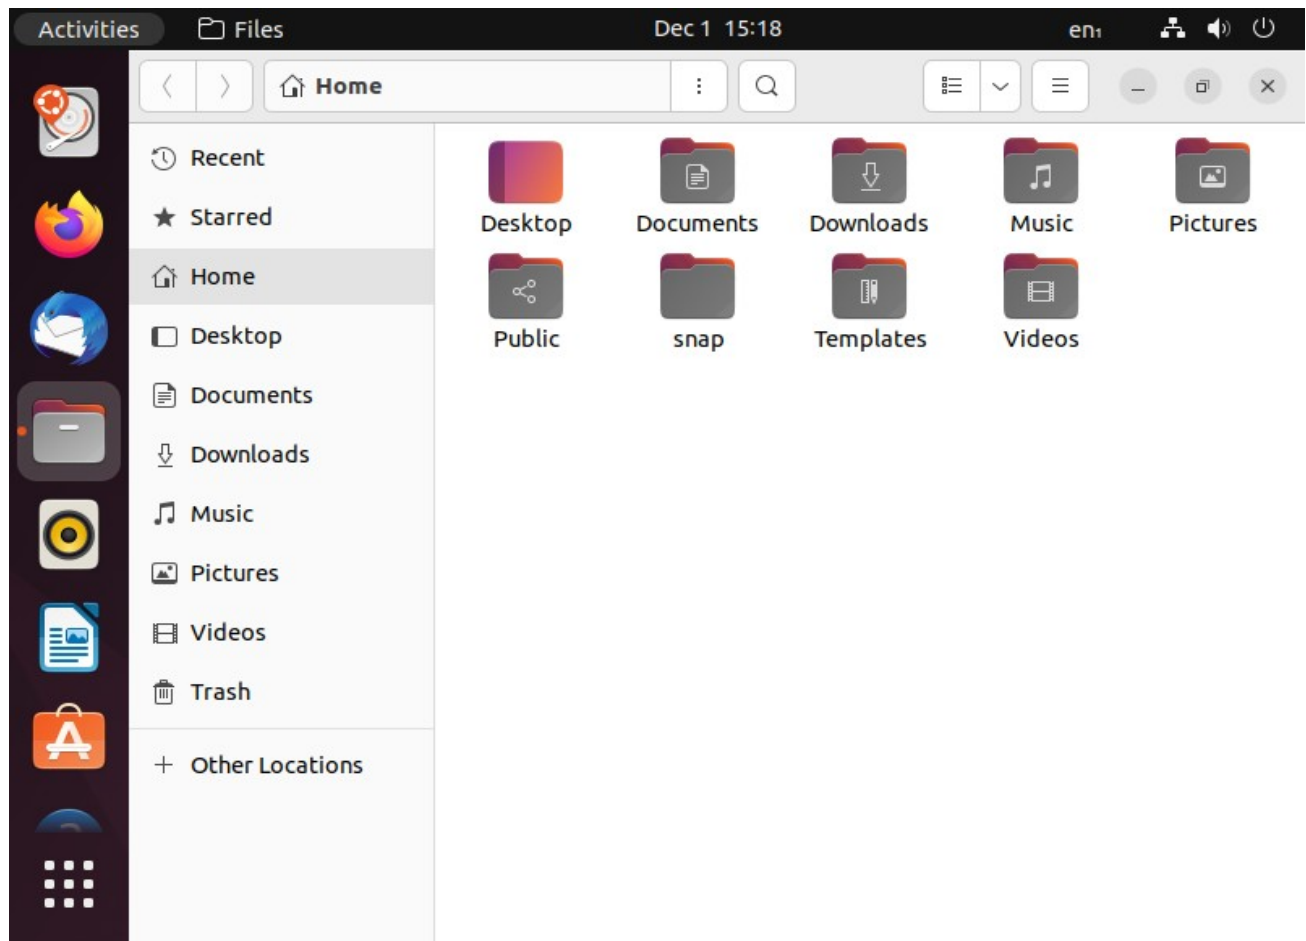 Activities Files Dec 1 15:18 en₁
Home
Recent
Starred
Home
Desktop
Documents
Downloads
Music
Pictures
Videos
Trash
Other Locations
Desktop Documents Downloads Music Pictures
Public snap Templates Videos